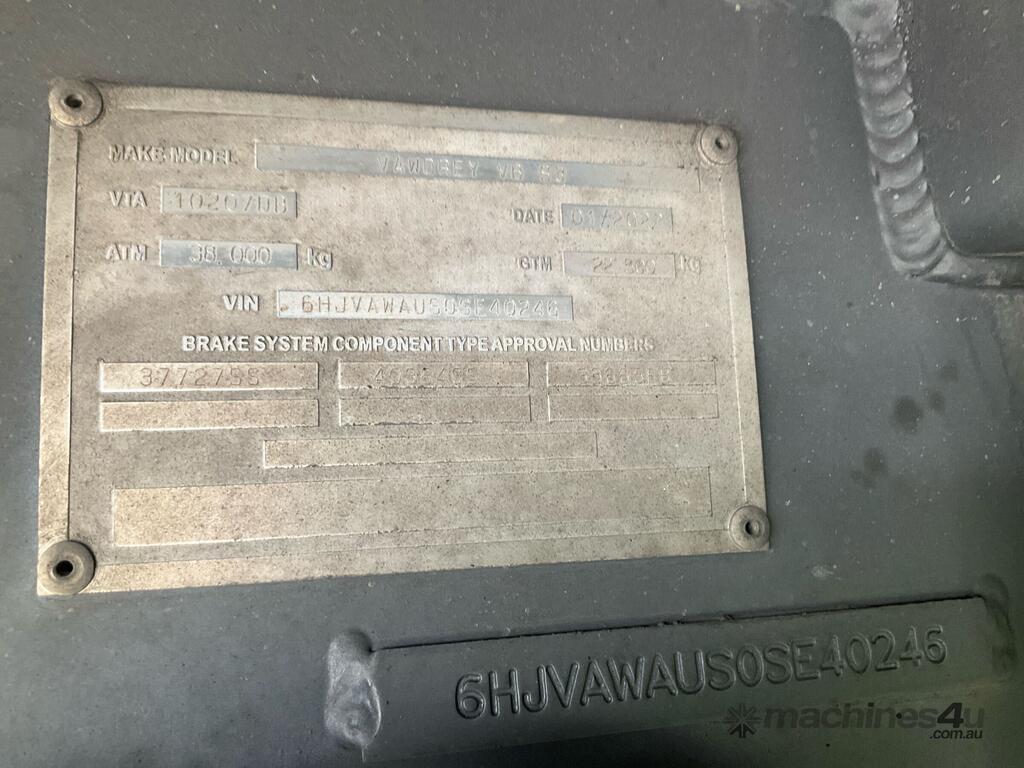 MAKE MODEL VAWDREY VB S3
VTA 10207DB DATE 01/2022
ATM 38,000 kg GTM kg
VIN 6HJVAWAUS0SE40246
BRAKE SYSTEM COMPONENT TYPE APPROVAL NUMBERS
37727SS
6HJVAWAUS0SE40246
machines4u
.com.au